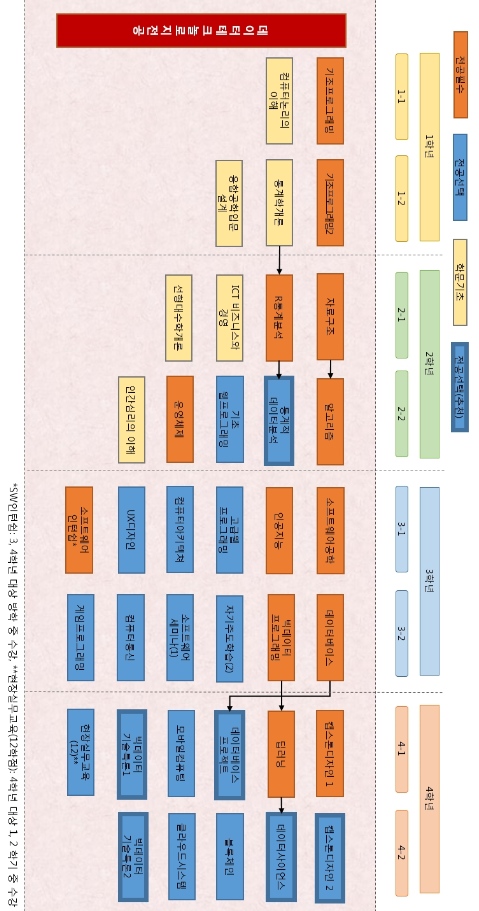 전공필수
전공선택
학문기초
전공선택(추천)
1학년
2학년
3학년
4학년
1-1
1-2
2-1
2-2
3-1
3-2
4-1
4-2
데이터테크놀로지전공
기초프로그래밍
기초프로그래밍2
자료구조
알고리즘
소프트웨어공학
데이터베이스
캡스톤디자인 1
캡스톤디자인 2
컴퓨터논리의
이해
통계학개론
R통계분석
통계적
데이터분석
인공지능
빅데이터
프로그래밍
딥러닝
데이터사이언스
융합공학입문
설계
ICT 비즈니스와
경영
기초
웹프로그래밍
고급웹
프로그래밍
자기주도학습(2)
데이터베이스
프로젝트
블록체인
선형대수학개론
운영체제
컴퓨터아키텍쳐
소프트웨어
세미나(1)
모바일컴퓨팅
클라우드시스템
인간심리의 이해
UX디자인
컴퓨터통신
빅데이터
기술특론1
빅데이터
기술특론2
소프트웨어
인턴쉽*
게임프로그래밍
현장실무교육
(12)**
*SW인턴쉽: 3, 4학년 대상 방학 중 수강, **현장실무교육(12학점): 4학년 대상 1, 2 학기 중 수강